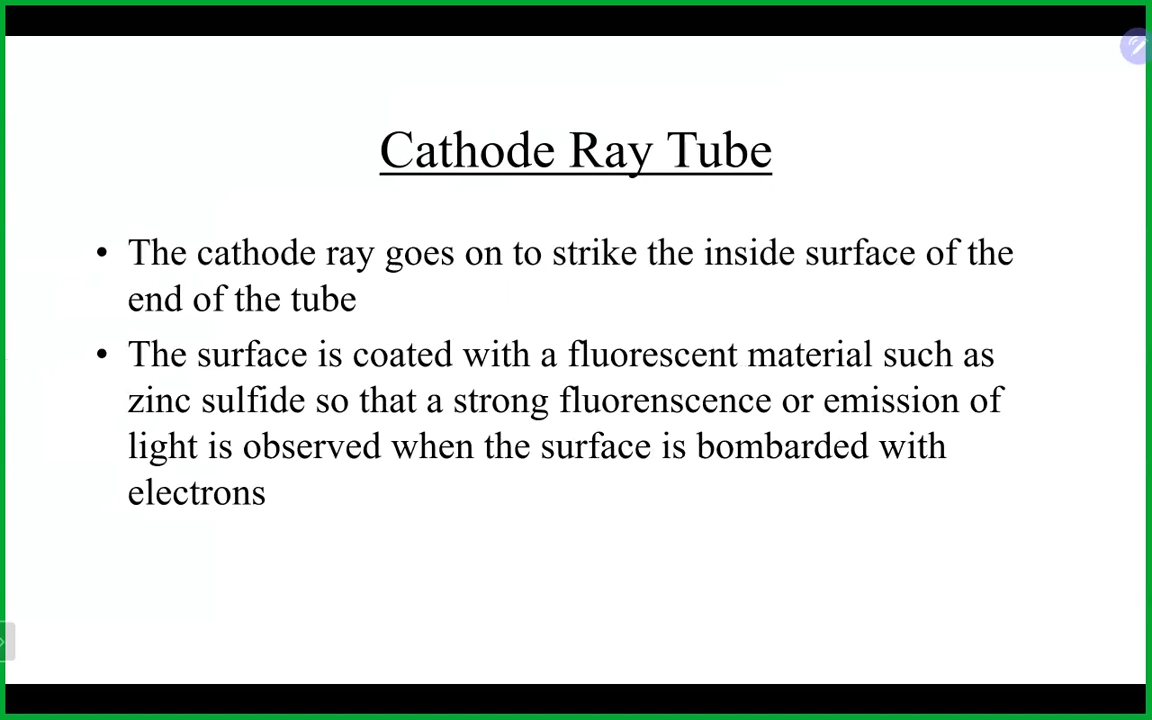 Cathode Ray Tube
• The cathode ray goes on to strike the inside surface of the
end of the tube
• The surface is coated with a fluorescent material such as
zinc sulfide so that a strong fluorenscence or emission of
light is observed when the surface is bombarded with
electrons